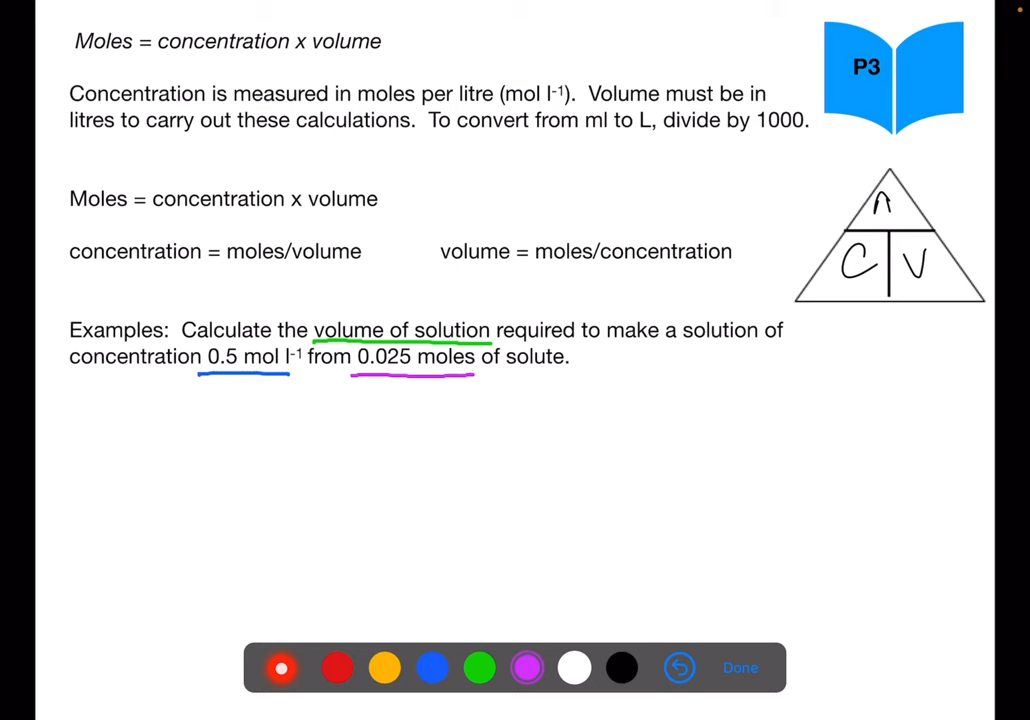 Moles = concentration x volume
P3
Concentration is measured in moles per litre (mol l⁻¹). Volume must be in
litres to carry out these calculations. To convert from ml to L, divide by 1000.
Moles = concentration x volume
n
concentration = moles/volume volume = moles/concentration
C V
Examples: Calculate the volume of solution required to make a solution of
concentration 0.5 mol l⁻¹ from 0.025 moles of solute.
Done